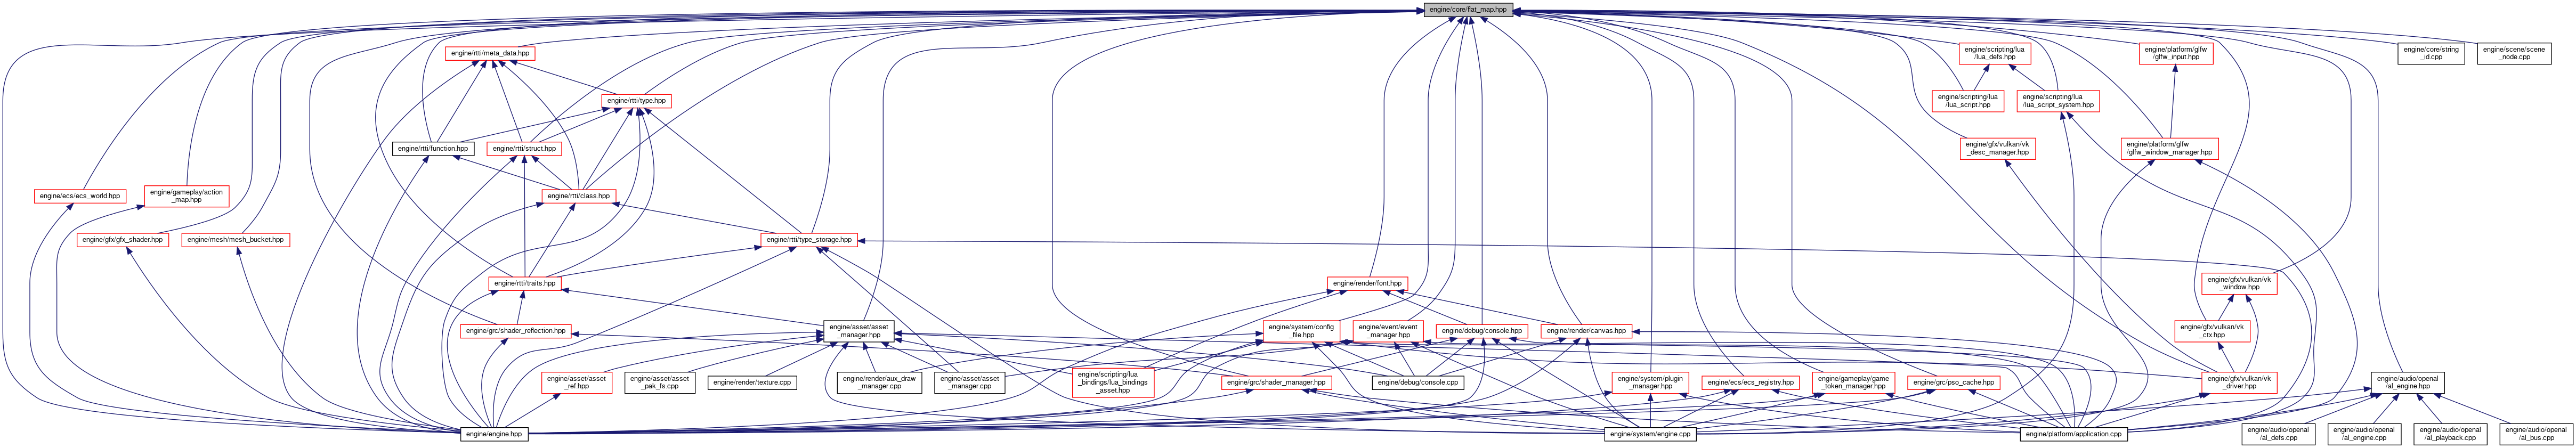 engine/core/flat_map.hpp
engine/rtti/meta_data.hpp
engine/scripting/lua
/lua_defs.hpp
engine/platform/glfw
/glfw_input.hpp
engine/core/string
_id.cpp
engine/scene/scene
_node.cpp
engine/rtti/type.hpp
engine/scripting/lua
/lua_script.hpp
engine/scripting/lua
/lua_script_system.hpp
engine/rtti/function.hpp
engine/rtti/struct.hpp
engine/gfx/vulkan/vk
_desc_manager.hpp
engine/platform/glfw
/glfw_window_manager.hpp
engine/ecs/ecs_world.hpp
engine/gameplay/action
_map.hpp
engine/rtti/class.hpp
engine/gfx/gfx_shader.hpp
engine/mesh/mesh_bucket.hpp
engine/rtti/type_storage.hpp
engine/rtti/traits.hpp
engine/render/font.hpp
engine/gfx/vulkan/vk
_window.hpp
engine/grc/shader_reflection.hpp
engine/asset/asset
_manager.hpp
engine/system/config
_file.hpp
engine/event/event
_manager.hpp
engine/debug/console.hpp
engine/render/canvas.hpp
engine/gfx/vulkan/vk
_ctx.hpp
engine/asset/asset
_ref.hpp
engine/asset/asset
_pak_fs.cpp
engine/render/texture.cpp
engine/render/aux_draw
_manager.cpp
engine/asset/asset
_manager.cpp
engine/scripting/lua
_bindings/lua_bindings
_asset.hpp
engine/grc/shader_manager.hpp
engine/debug/console.cpp
engine/system/plugin
_manager.hpp
engine/ecs/ecs_registry.hpp
engine/gameplay/game
_token_manager.hpp
engine/grc/pso_cache.hpp
engine/gfx/vulkan/vk
_driver.hpp
engine/audio/openal
/al_engine.hpp
engine/engine.hpp
engine/system/engine.cpp
engine/platform/application.cpp
engine/audio/openal
/al_defs.cpp
engine/audio/openal
/al_engine.cpp
engine/audio/openal
/al_playback.cpp
engine/audio/openal
/al_bus.cpp